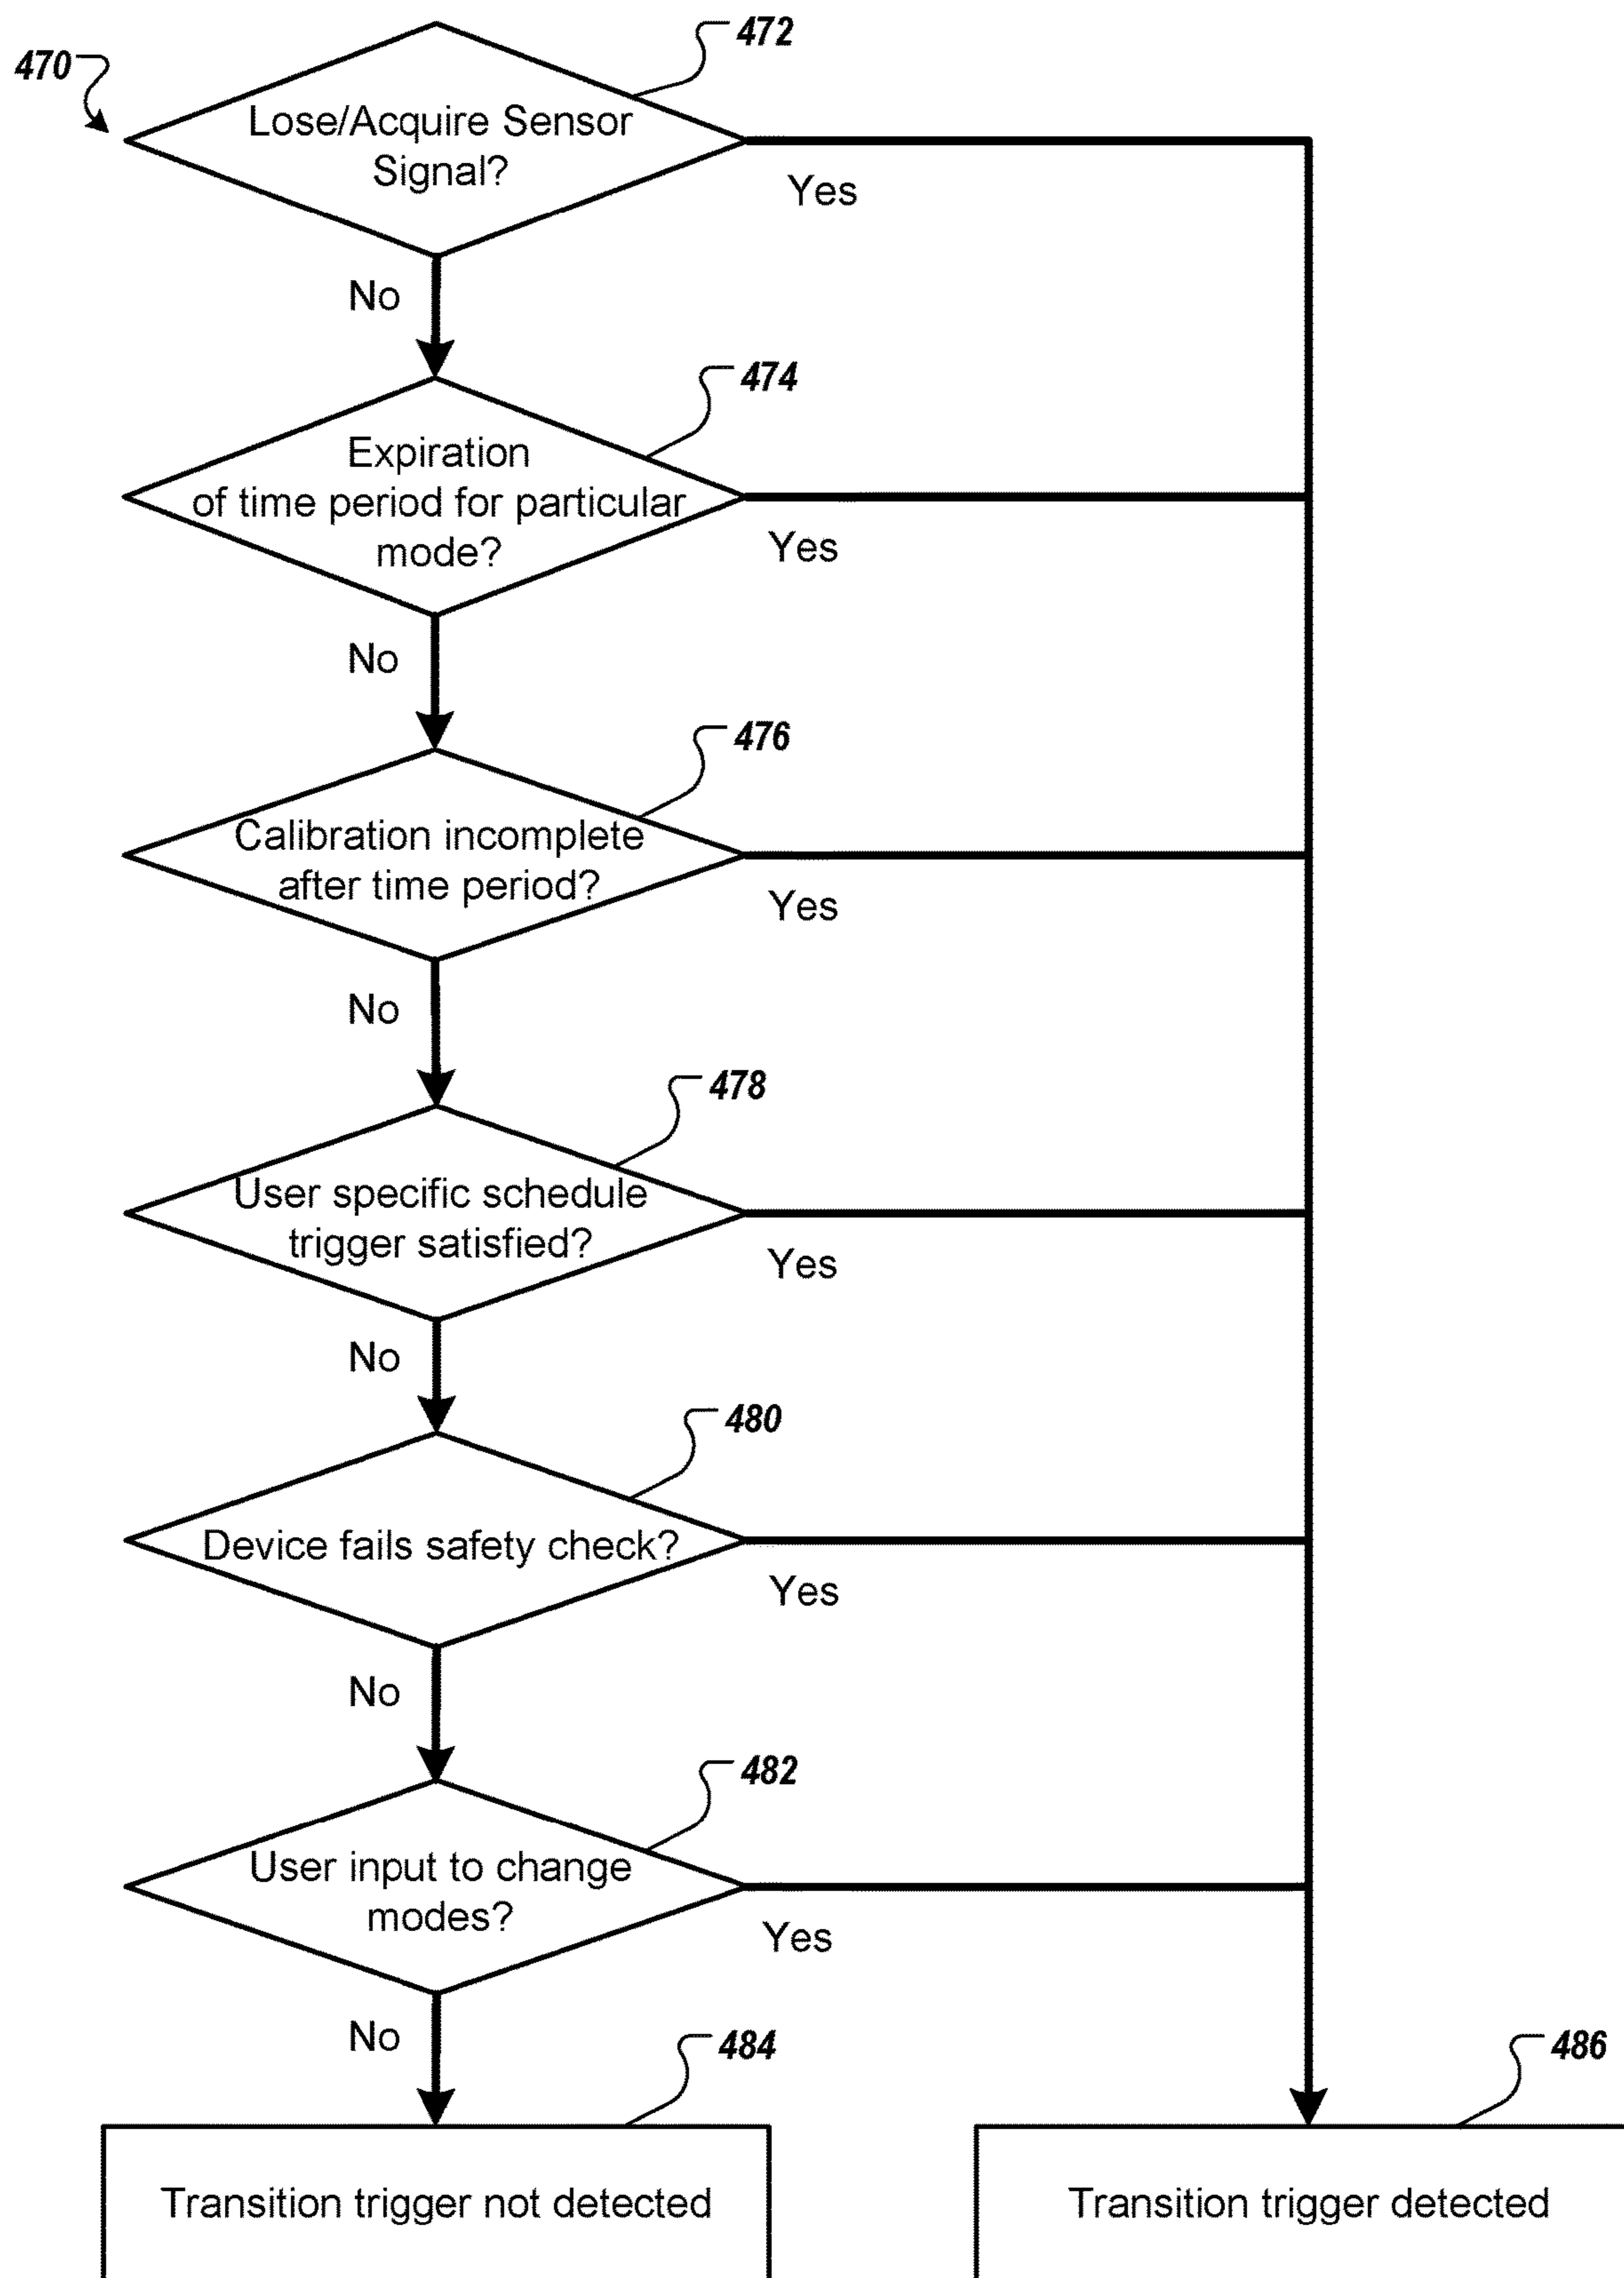 470
472
Lose/Acquire Sensor
Signal?
Yes
No
474
Expiration
of time period for particular
mode?
Yes
No
476
Calibration incomplete
after time period?
Yes
No
478
User specific schedule
trigger satisfied?
Yes
No
480
Device fails safety check?
Yes
No
482
User input to change
modes?
Yes
No
484
Transition trigger not detected
486
Transition trigger detected